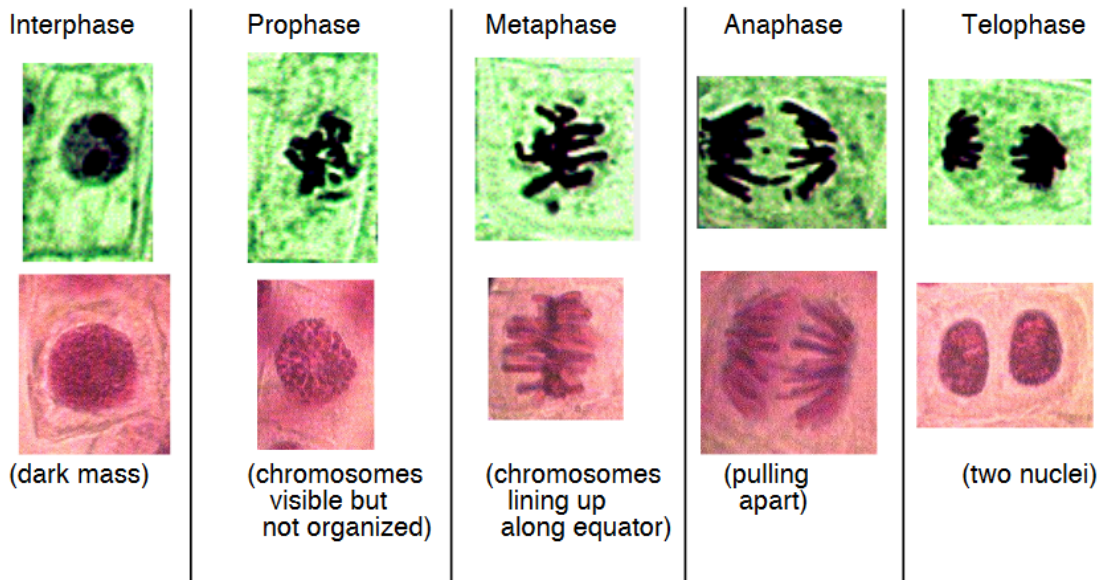 Interphase
Prophase
Metaphase
Anaphase
Telophase
(dark mass)
(chromosomes
visible but
not organized)
(chromosomes
lining up
along equator)
(pulling
apart)
(two nuclei)